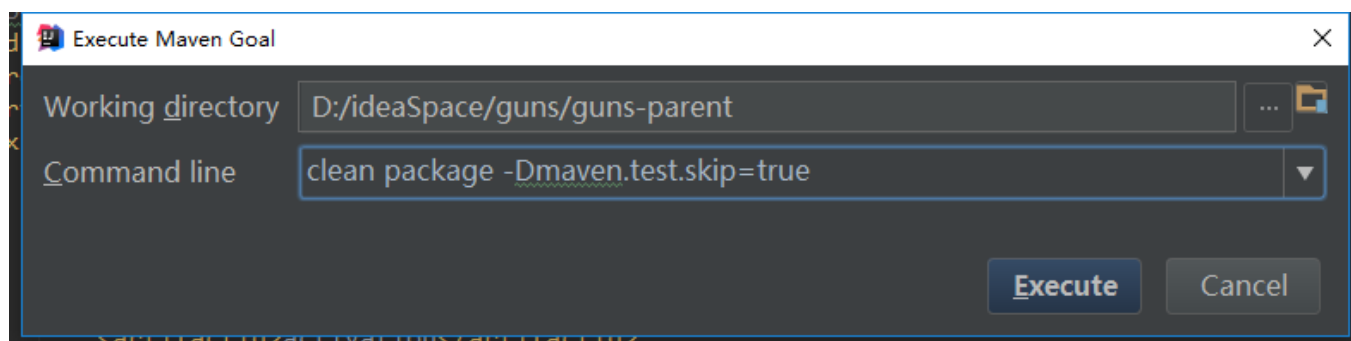 Execute Maven Goal
Working directory D:/ideaSpace/guns/guns-parent ...
Command line clean package -Dmaven.test.skip=true
Execute Cancel